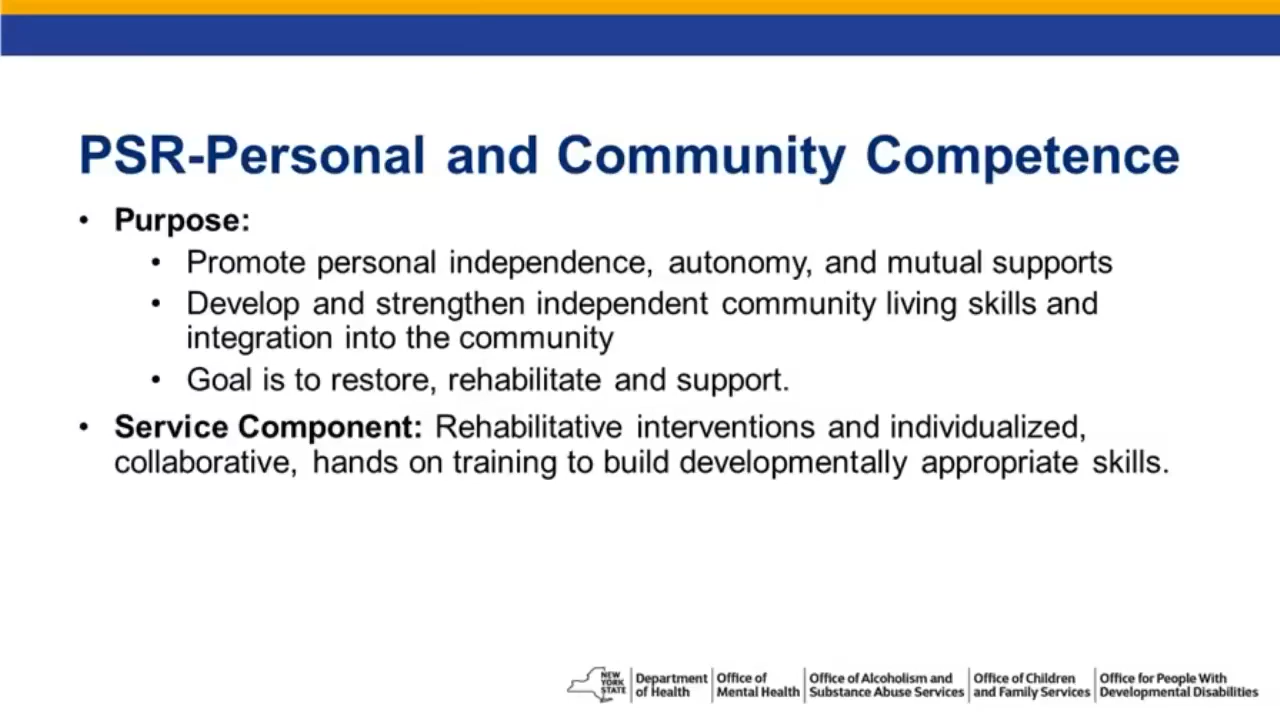 PSR-Personal and Community Competence
• Purpose:
• Promote personal independence, autonomy, and mutual supports
• Develop and strengthen independent community living skills and
integration into the community
• Goal is to restore, rehabilitate and support.
• Service Component: Rehabilitative interventions and individualized,
collaborative, hands on training to build developmentally appropriate skills.
NEW
YORK
STATE
Department
of Health
Office of
Mental Health
Office of Alcoholism and
Substance Abuse Services
Office of Children
and Family Services
Office for People With
Developmental Disabilities